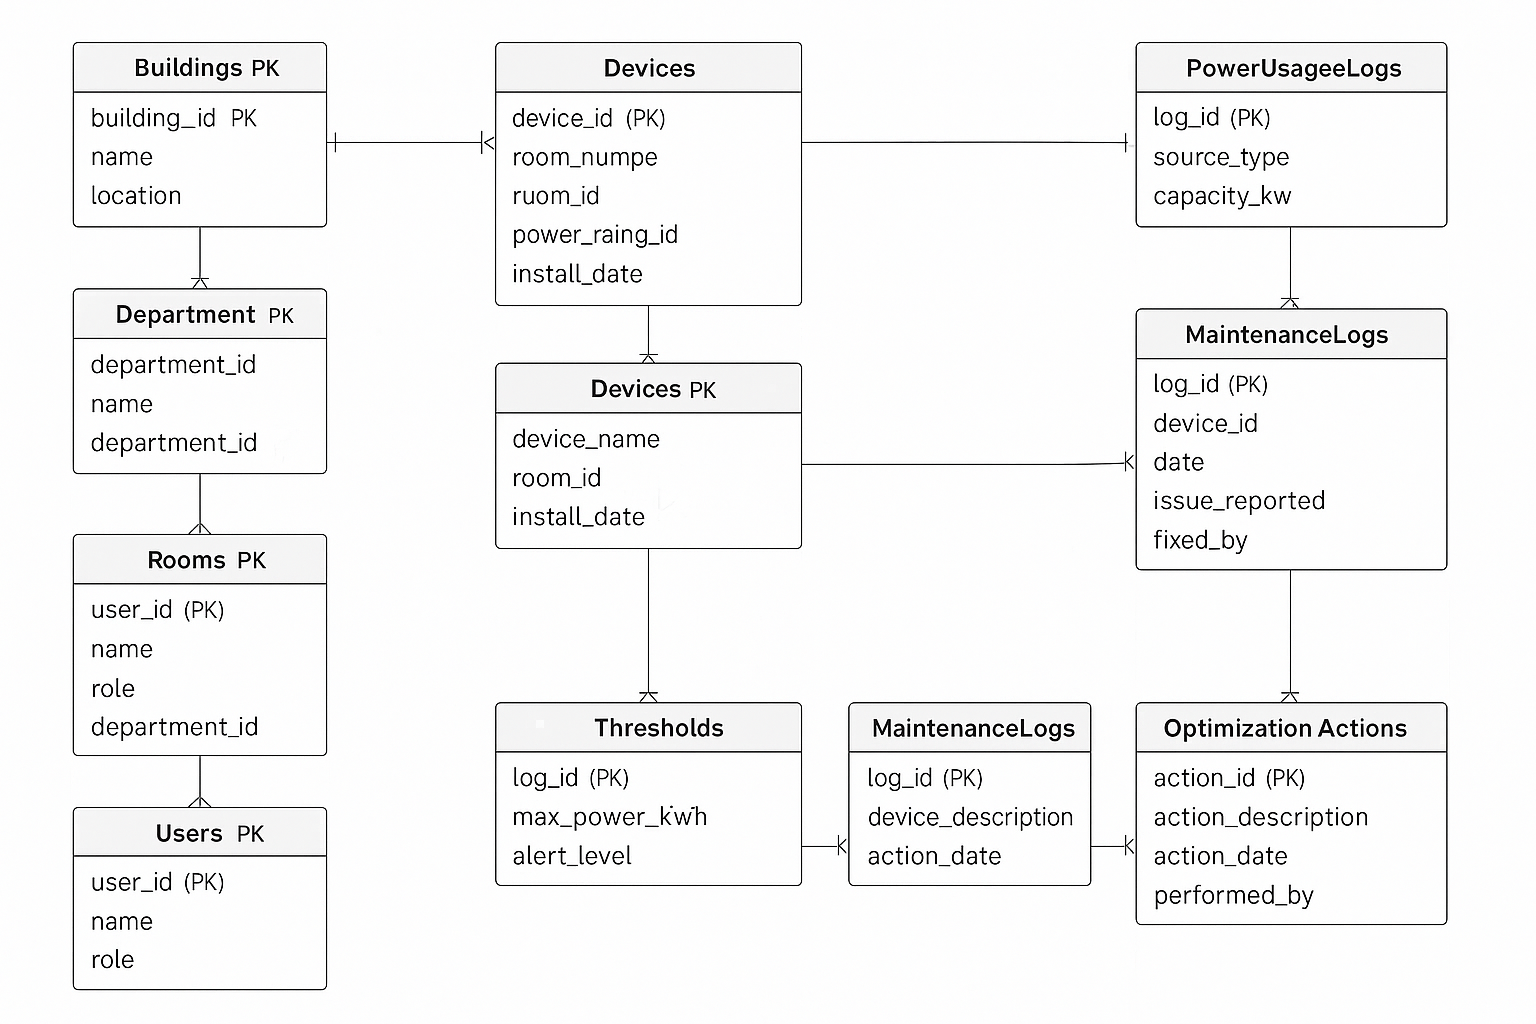 Buildings PK
building_id PK
name
location
Department PK
department_id
name
department_id
Rooms PK
user_id (PK)
name
role
department_id
Users PK
user_id (PK)
name
role
Devices
device_id (PK)
room_numpe
ruom_id
power_raing_id
install_date
Devices PK
device_name
room_id
install_date
Thresholds
log_id (PK)
max_power_kwh
alert_level
MaintenanceLogs
log_id (PK)
device_description
action_date
PowerUsageeLogs
log_id (PK)
source_type
capacity_kw
MaintenanceLogs
log_id (PK)
device_id
date
issue_reported
fixed_by
Optimization Actions
action_id (PK)
action_description
action_date
performed_by